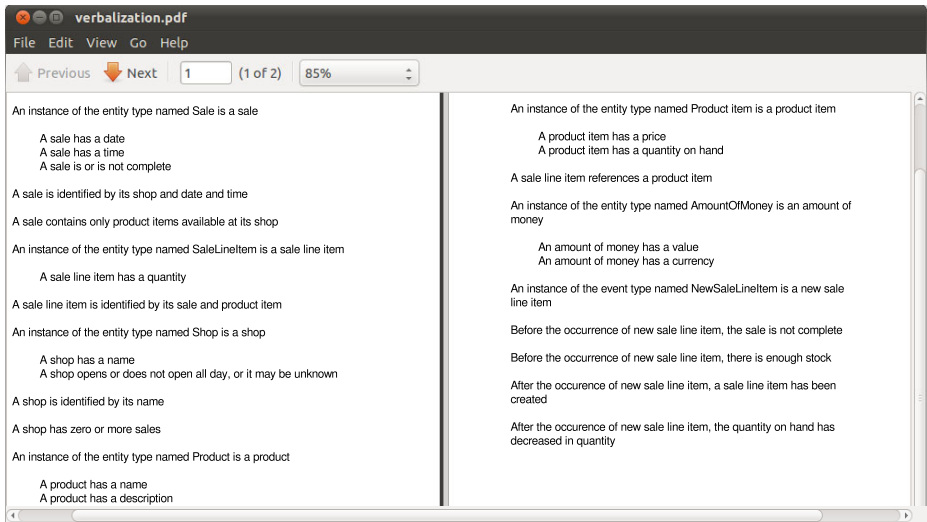 verbalization.pdf
File Edit View Go Help
Previous Next 1 (1 of 2) 85%
An instance of the entity type named Sale is a sale
A sale has a date
A sale has a time
A sale is or is not complete
A sale is identified by its shop and date and time
A sale contains only product items available at its shop
An instance of the entity type named SaleLineItem is a sale line item
A sale line item has a quantity
A sale line item is identified by its sale and product item
An instance of the entity type named Shop is a shop
A shop has a name
A shop opens or does not open all day, or it may be unknown
A shop is identified by its name
A shop has zero or more sales
An instance of the entity type named Product is a product
A product has a name
A product has a description
An instance of the entity type named Product item is a product item
A product item has a price
A product item has a quantity on hand
A sale line item references a product item
An instance of the entity type named AmountOfMoney is an amount of
money
An amount of money has a value
An amount of money has a currency
An instance of the event type named NewSaleLineItem is a new sale
line item
Before the occurrence of new sale line item, the sale is not complete
Before the occurrence of new sale line item, there is enough stock
After the occurence of new sale line item, a sale line item has been
created
After the occurence of new sale line item, the quantity on hand has
decreased in quantity